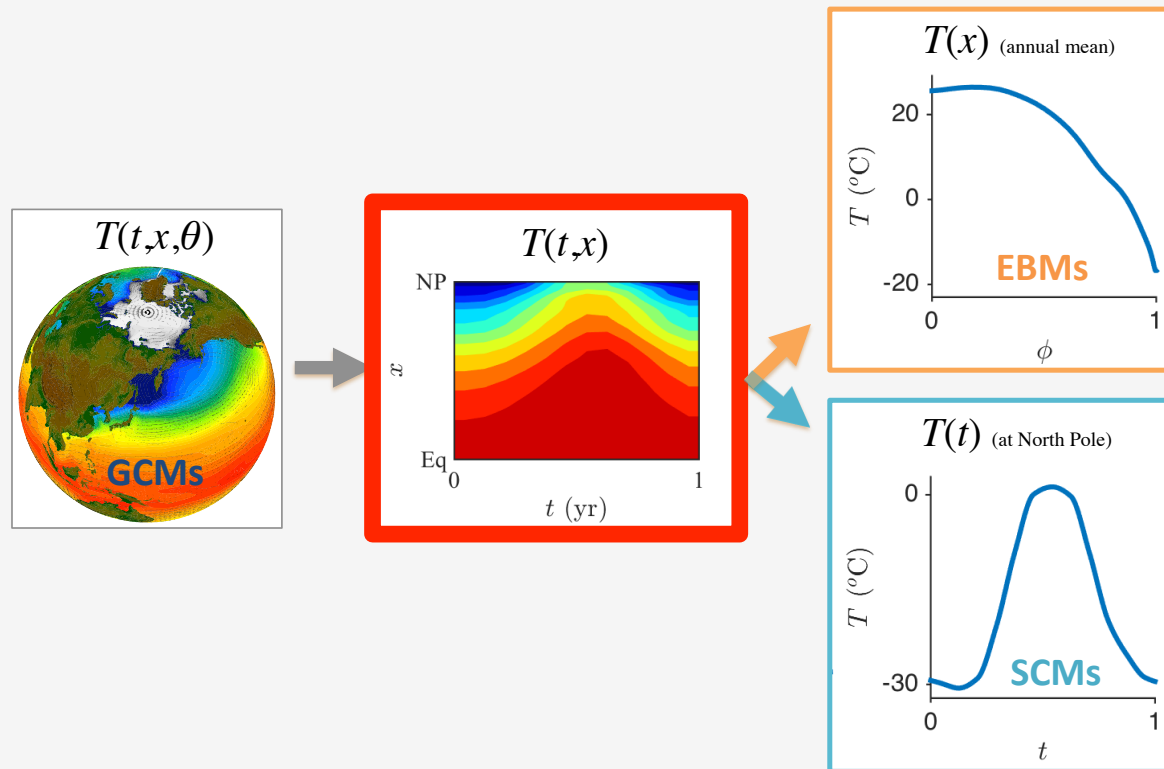 T(t,x,θ)
GCMs
T(t,x)
NP
x
Eq
0
1
t (yr)
T(x) (annual mean)
20
0
-20
T (°C)
EBMs
0
1
ϕ
T(t) (at North Pole)
0
-30
T (°C)
SCMs
0
1
t